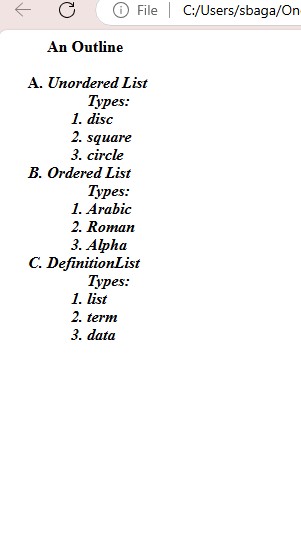 File | C:/Users/sbaga/On
An Outline
A. Unordered List
Types:
1. disc
2. square
3. circle
B. Ordered List
Types:
1. Arabic
2. Roman
3. Alpha
C. DefinitionList
Types:
1. list
2. term
3. data